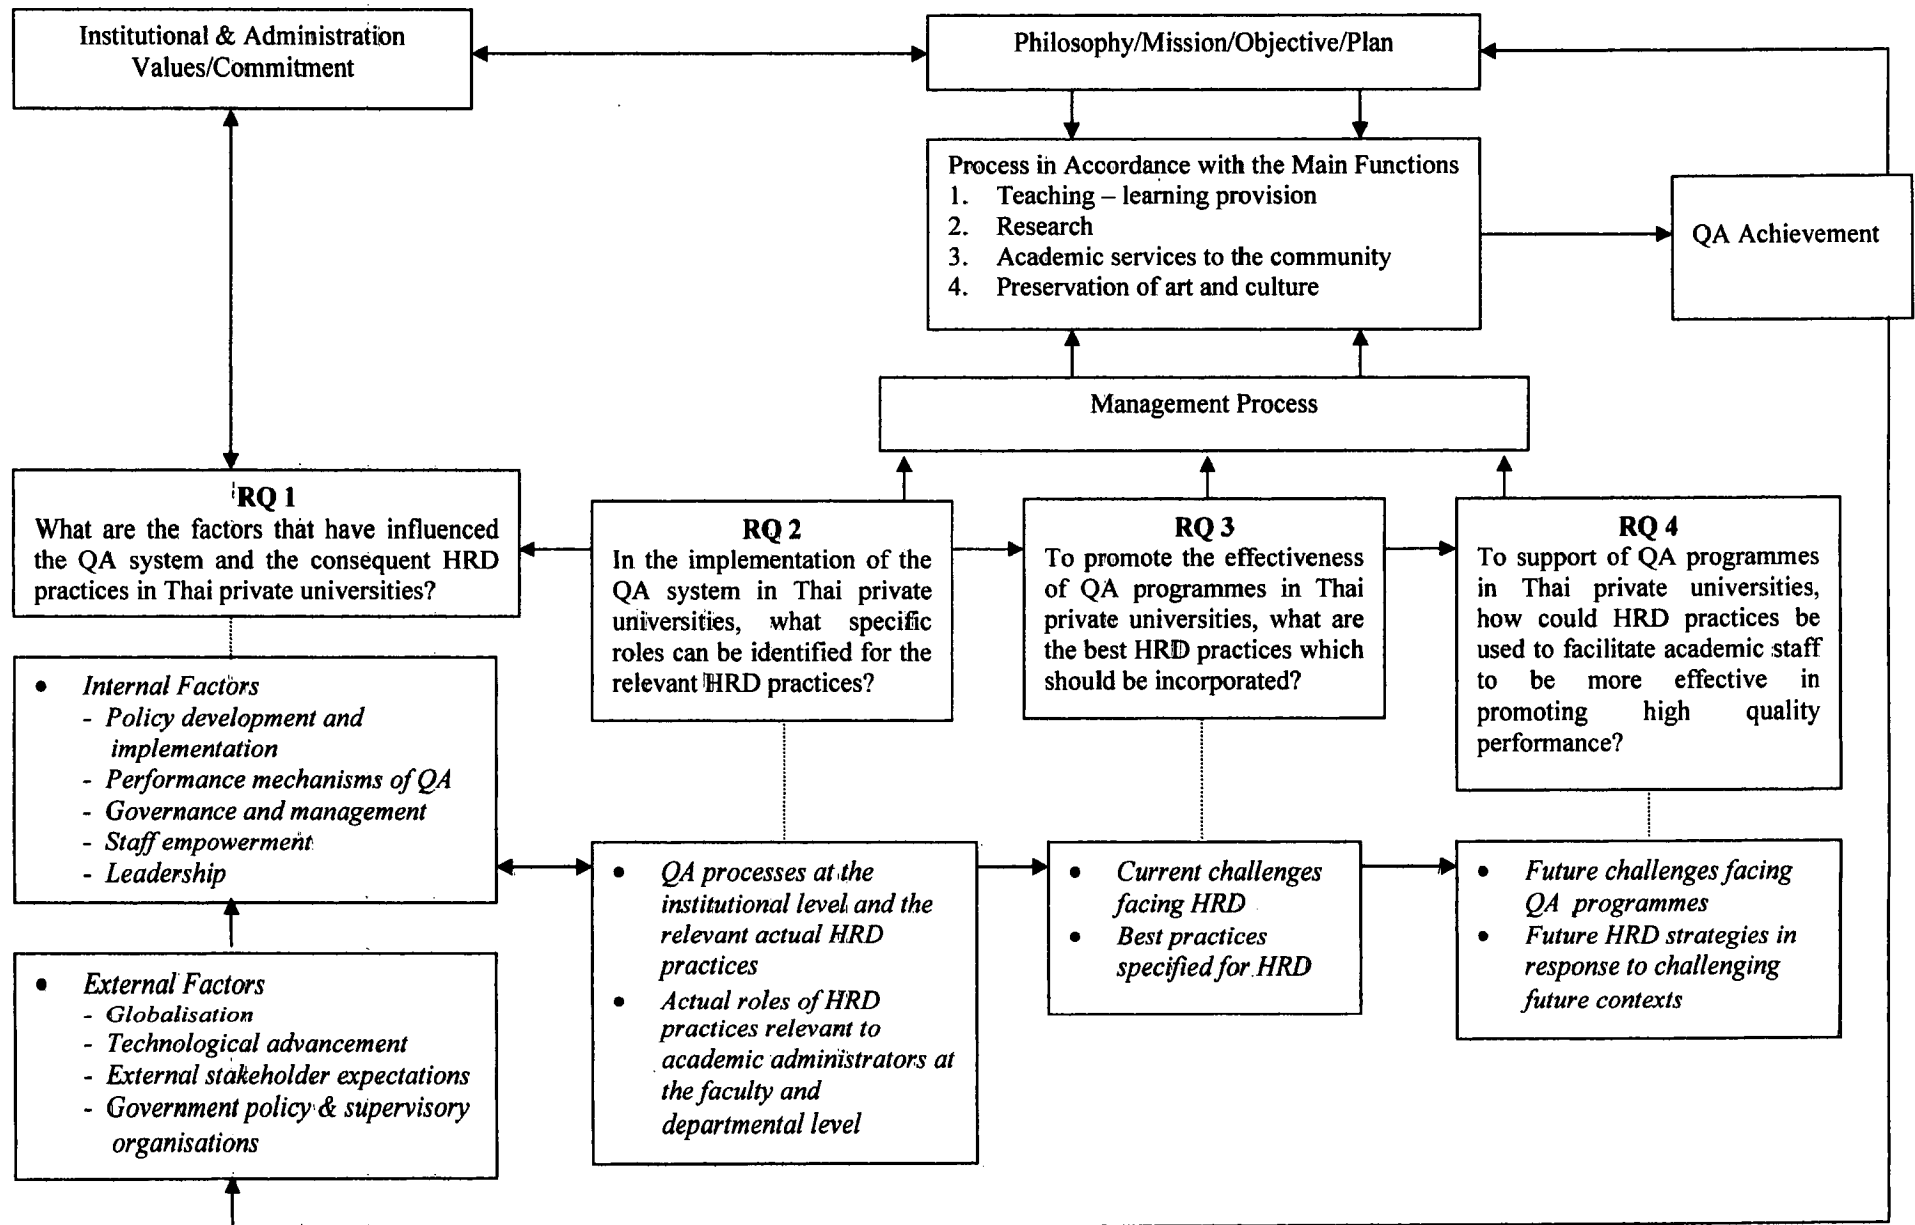 Institutional & Administration
Values/Commitment
Philosophy/Mission/Objective/Plan
Process in Accordance with the Main Functions
1. Teaching – learning provision
2. Research
3. Academic services to the community
4. Preservation of art and culture
QA Achievement
Management Process
RQ 1
What are the factors that have influenced
the QA system and the consequent HRD
practices in Thai private universities?
RQ 2
In the implementation of the
QA system in Thai private
universities, what specific
roles can be identified for the
relevant HRD practices?
RQ 3
To promote the effectiveness
of QA programmes in Thai
private universities, what are
the best HRD practices which
should be incorporated?
RQ 4
To support of QA programmes
in Thai private universities,
how could HRD practices be
used to facilitate academic staff
to be more effective in
promoting high quality
performance?
• Internal Factors
- Policy development and
implementation
- Performance mechanisms of QA
- Governance and management
- Staff empowerment
- Leadership
• External Factors
- Globalisation
- Technological advancement
- External stakeholder expectations
- Government policy & supervisory
organisations
• QA processes at the
institutional level and the
relevant actual HRD
practices
• Actual roles of HRD
practices relevant to
academic administrators at
the faculty and
departmental level
• Current challenges
facing HRD
• Best practices
specified for HRD
• Future challenges facing
QA programmes
• Future HRD strategies in
response to challenging
future contexts